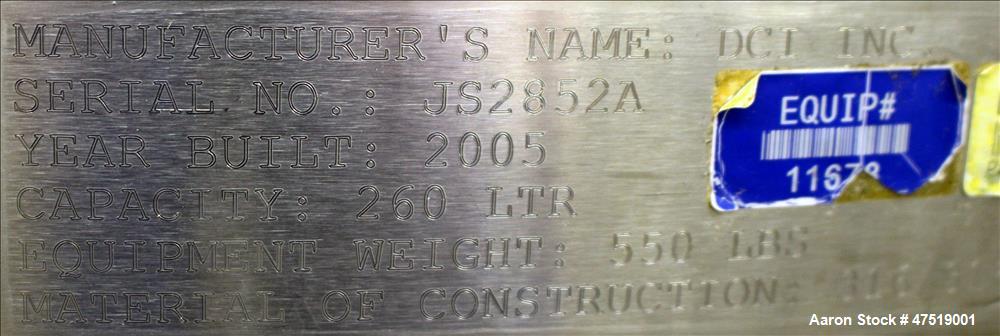 MANUFACTURER'S NAME: DCI INC.
SERIAL NO.: JS2852A
YEAR BUILT: 2005
CAPACITY: 260 LTR
EQUIPMENT WEIGHT: 550 LBS
MATERIAL OF CONSTRUCTION:
EQUIP#
Aaron Stock # 47519001